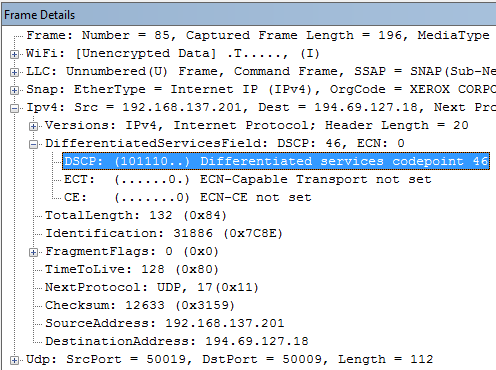 Frame Details
Frame: Number = 85, Captured Frame Length = 196, MediaType
WiFi: [Unencrypted Data] .T....., (I)
LLC: Unnumbered(U) Frame, Command Frame, SSAP = SNAP(Sub-Ne
Snap: EtherType = Internet IP (IPv4), OrgCode = XEROX CORPO
Ipv4: Src = 192.168.137.201, Dest = 194.69.127.18, Next Pro
Versions: IPv4, Internet Protocol; Header Length = 20
DifferentiatedServicesField: DSCP: 46, ECN: 0
DSCP: (101110..) Differentiated services codepoint 46
ECT: (......0.) ECN-Capable Transport not set
CE: (.......0) ECN-CE not set
TotalLength: 132 (0x84)
Identification: 31886 (0x7C8E)
FragmentFlags: 0 (0x0)
TimeToLive: 128 (0x80)
NextProtocol: UDP, 17(0x11)
Checksum: 12633 (0x3159)
SourceAddress: 192.168.137.201
DestinationAddress: 194.69.127.18
Udp: SrcPort = 50019, DstPort = 50009, Length = 112